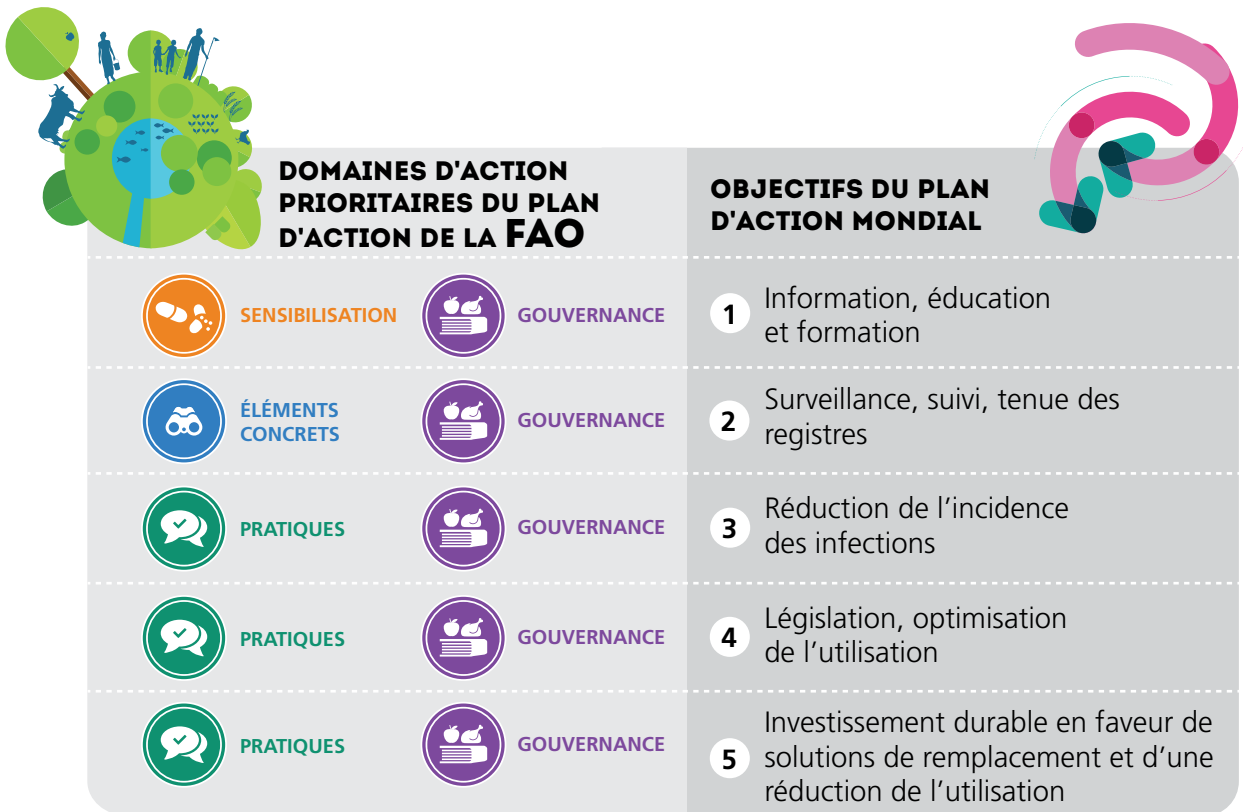 DOMAINES D'ACTION
PRIORITAIRES DU PLAN
D'ACTION DE LA FAO
OBJECTIFS DU PLAN
D'ACTION MONDIAL
SENSIBILISATION
GOUVERNANCE
1
Information, éducation
et formation
ÉLÉMENTS
CONCRETS
GOUVERNANCE
2
Surveillance, suivi, tenue des
registres
PRATIQUES
GOUVERNANCE
3
Réduction de l’incidence
des infections
PRATIQUES
GOUVERNANCE
4
Législation, optimisation
de l’utilisation
PRATIQUES
GOUVERNANCE
5
Investissement durable en faveur de
solutions de remplacement et d’une
réduction de l’utilisation